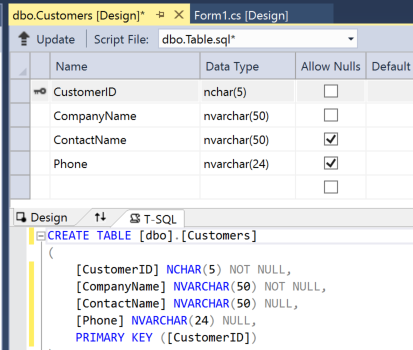 dbo.Customers [Design]* Form1.cs [Design]
Update Script File: dbo.Table.sql*
Name Data Type Allow Nulls Default
CustomerID nchar(5)
CompanyName nvarchar(50)
ContactName nvarchar(50)
Phone nvarchar(24)
Design T-SQL
CREATE TABLE [dbo].[Customers]
(
[CustomerID] NCHAR(5) NOT NULL,
[CompanyName] NVARCHAR(50) NOT NULL,
[ContactName] NVARCHAR(50) NULL,
[Phone] NVARCHAR(24) NULL,
PRIMARY KEY ([CustomerID])